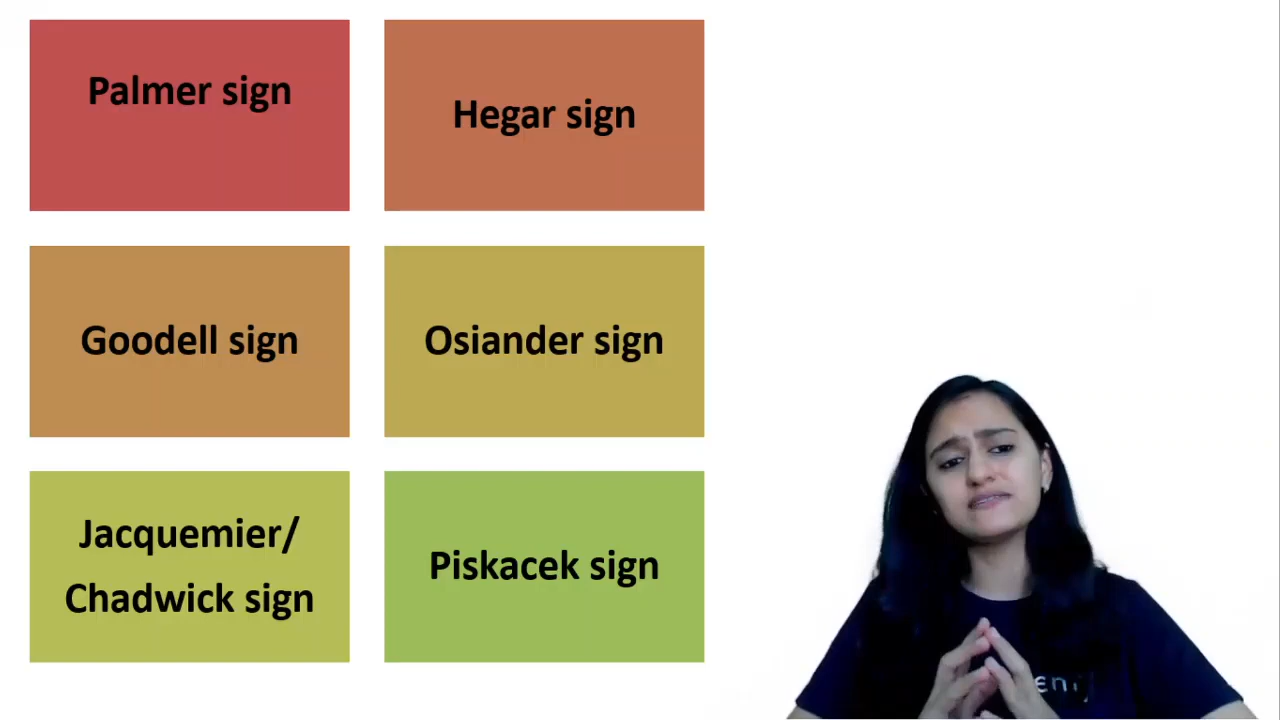 Palmer sign
Hegar sign
Goodell sign
Osiander sign
Jacquemier/
Chadwick sign
Piskacek sign